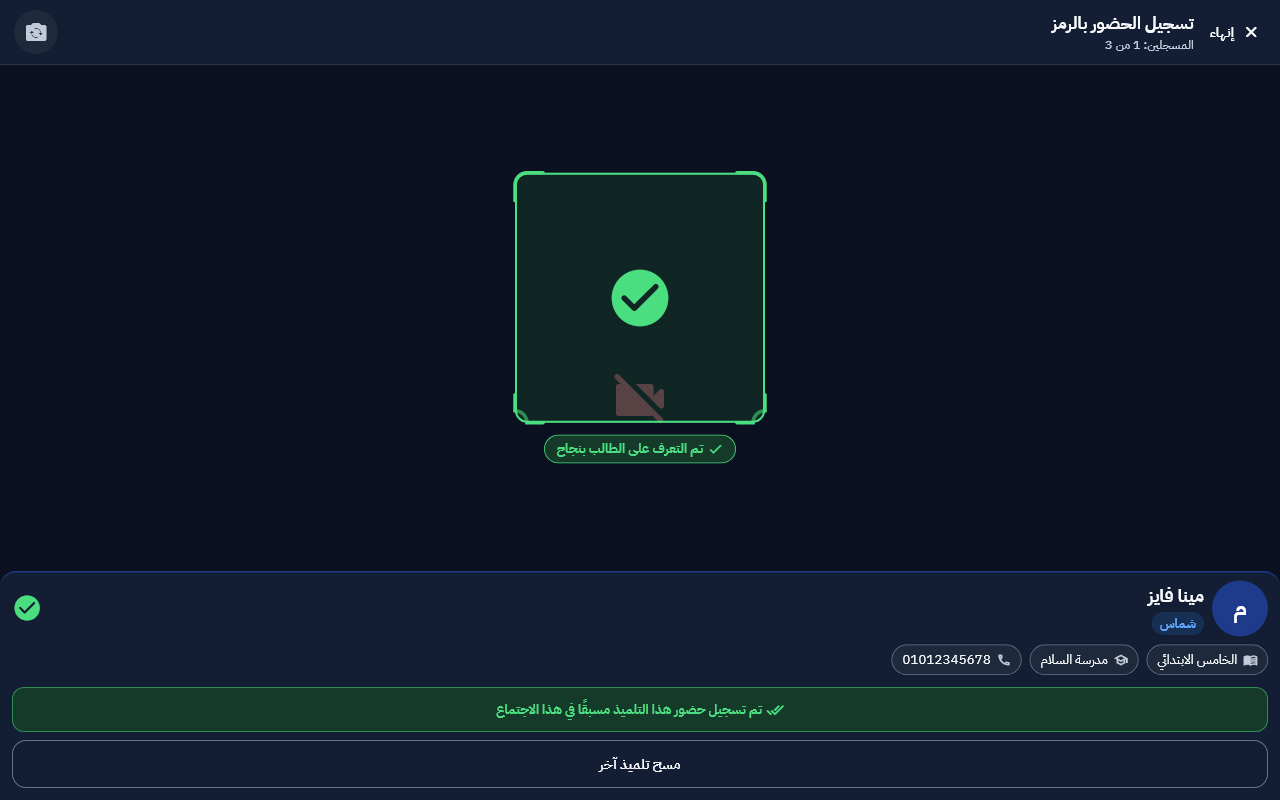 إنهاء
تسجيل الحضور بالرمز
المسجلين: 1 من 3
تم التعرف على الطالب بنجاح
م
مينا فايز
شماس
الخامس الابتدائي
مدرسة السلام
01012345678
تم تسجيل حضور هذا التلميذ مسبقًا في هذا الاجتماع
مسح تلميذ آخر